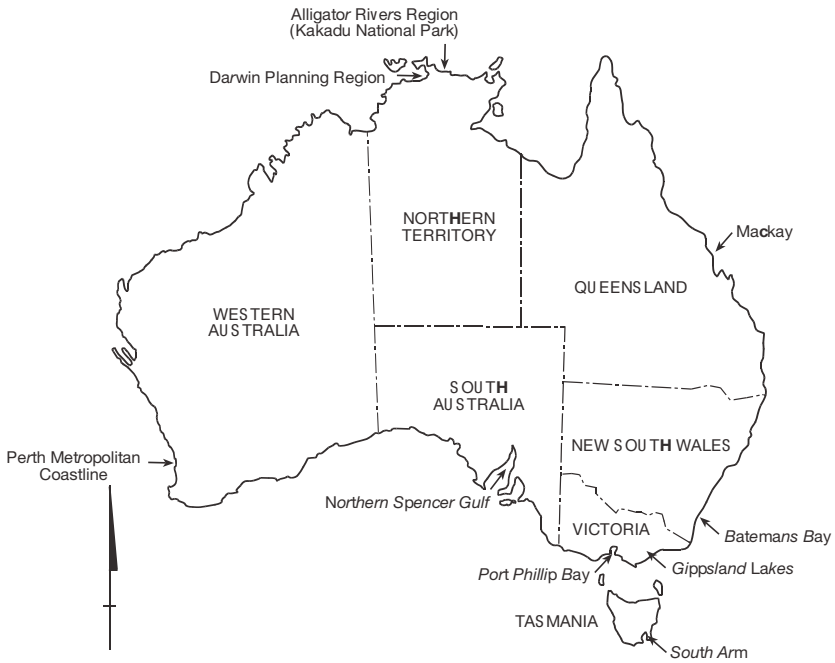 Alligator Rivers Region
(Kakadu National Park)
Darwin Planning Region
NORTHERN
TERRITORY
Mackay
QUEENSLAND
WESTERN
AUSTRALIA
SOUTH
AUSTRALIA
NEW SOUTH WALES
Perth Metropolitan
Coastline
Northern Spencer Gulf
VICTORIA
Batemans Bay
Port Phillip Bay
Gippsland Lakes
TASMANIA
South Arm